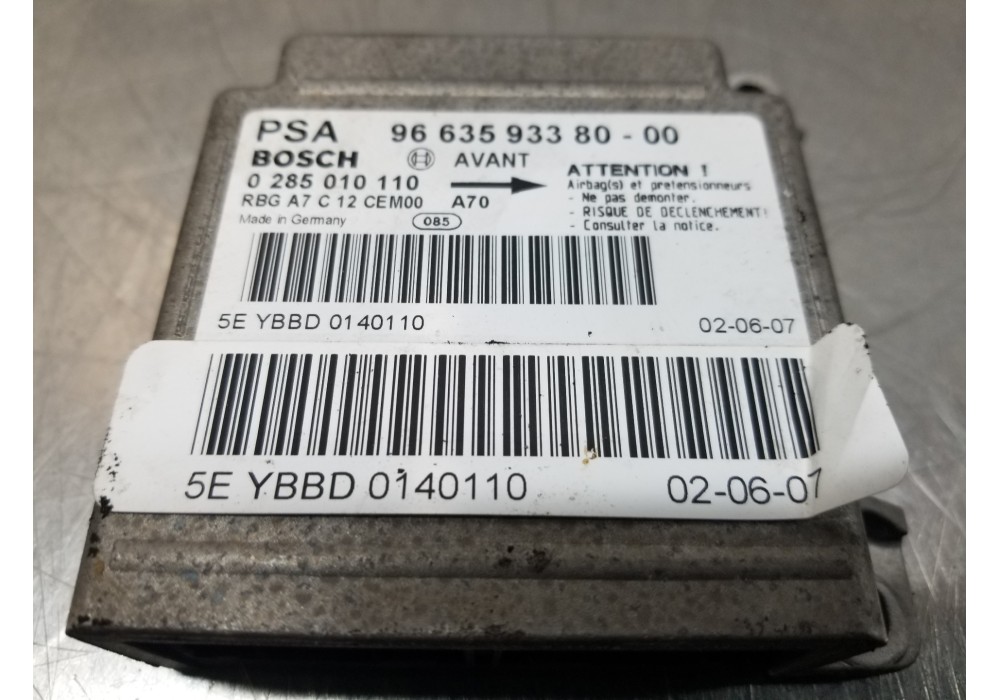 PSA 96 635 933 80 - 00
BOSCH AVANT
0 285 010 110
RBG A7 C 12 CEM00 A70
Made in Germany 085
ATTENTION !
Airbag(s) et pretensionneurs
- Ne pas demonter.
- RISQUE DE DECLENCHEMENT!
- Consulter la notice.
5E YBBD 0140110 02-06-07
5E YBBD 0140110 02-06-07